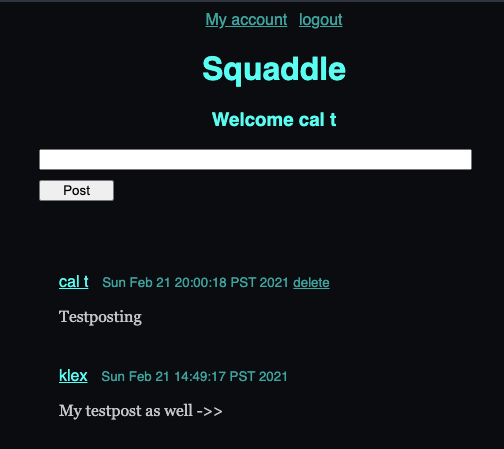 My account logout
Squaddle
Welcome cal t
Post
cal t Sun Feb 21 20:00:18 PST 2021 delete
Testposting
klex Sun Feb 21 14:49:17 PST 2021
My testpost as well ->>